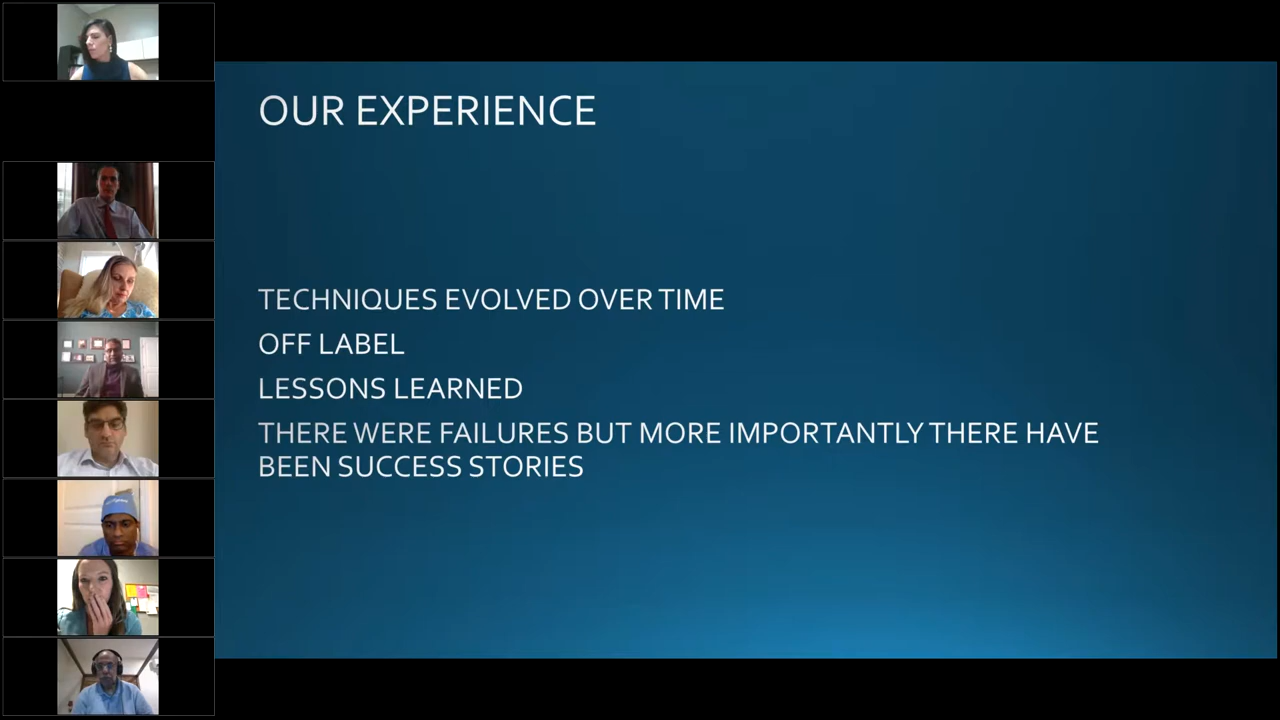 OUR EXPERIENCE
TECHNIQUES EVOLVED OVER TIME
OFF LABEL
LESSONS LEARNED
THERE WERE FAILURES BUT MORE IMPORTANTLY THERE HAVE
BEEN SUCCESS STORIES